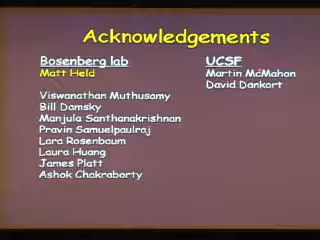 Acknowledgements
Bosenberg lab
Matt Held
Viswanathan Muthusamy
Bill Damsky
Manjula Santhanakrishnan
Pravin Samuelpaulraj
Lara Rosenbaum
Laura Huang
James Platt
Ashok Chakraborty
UCSF
Martin McMahon
David Dankort